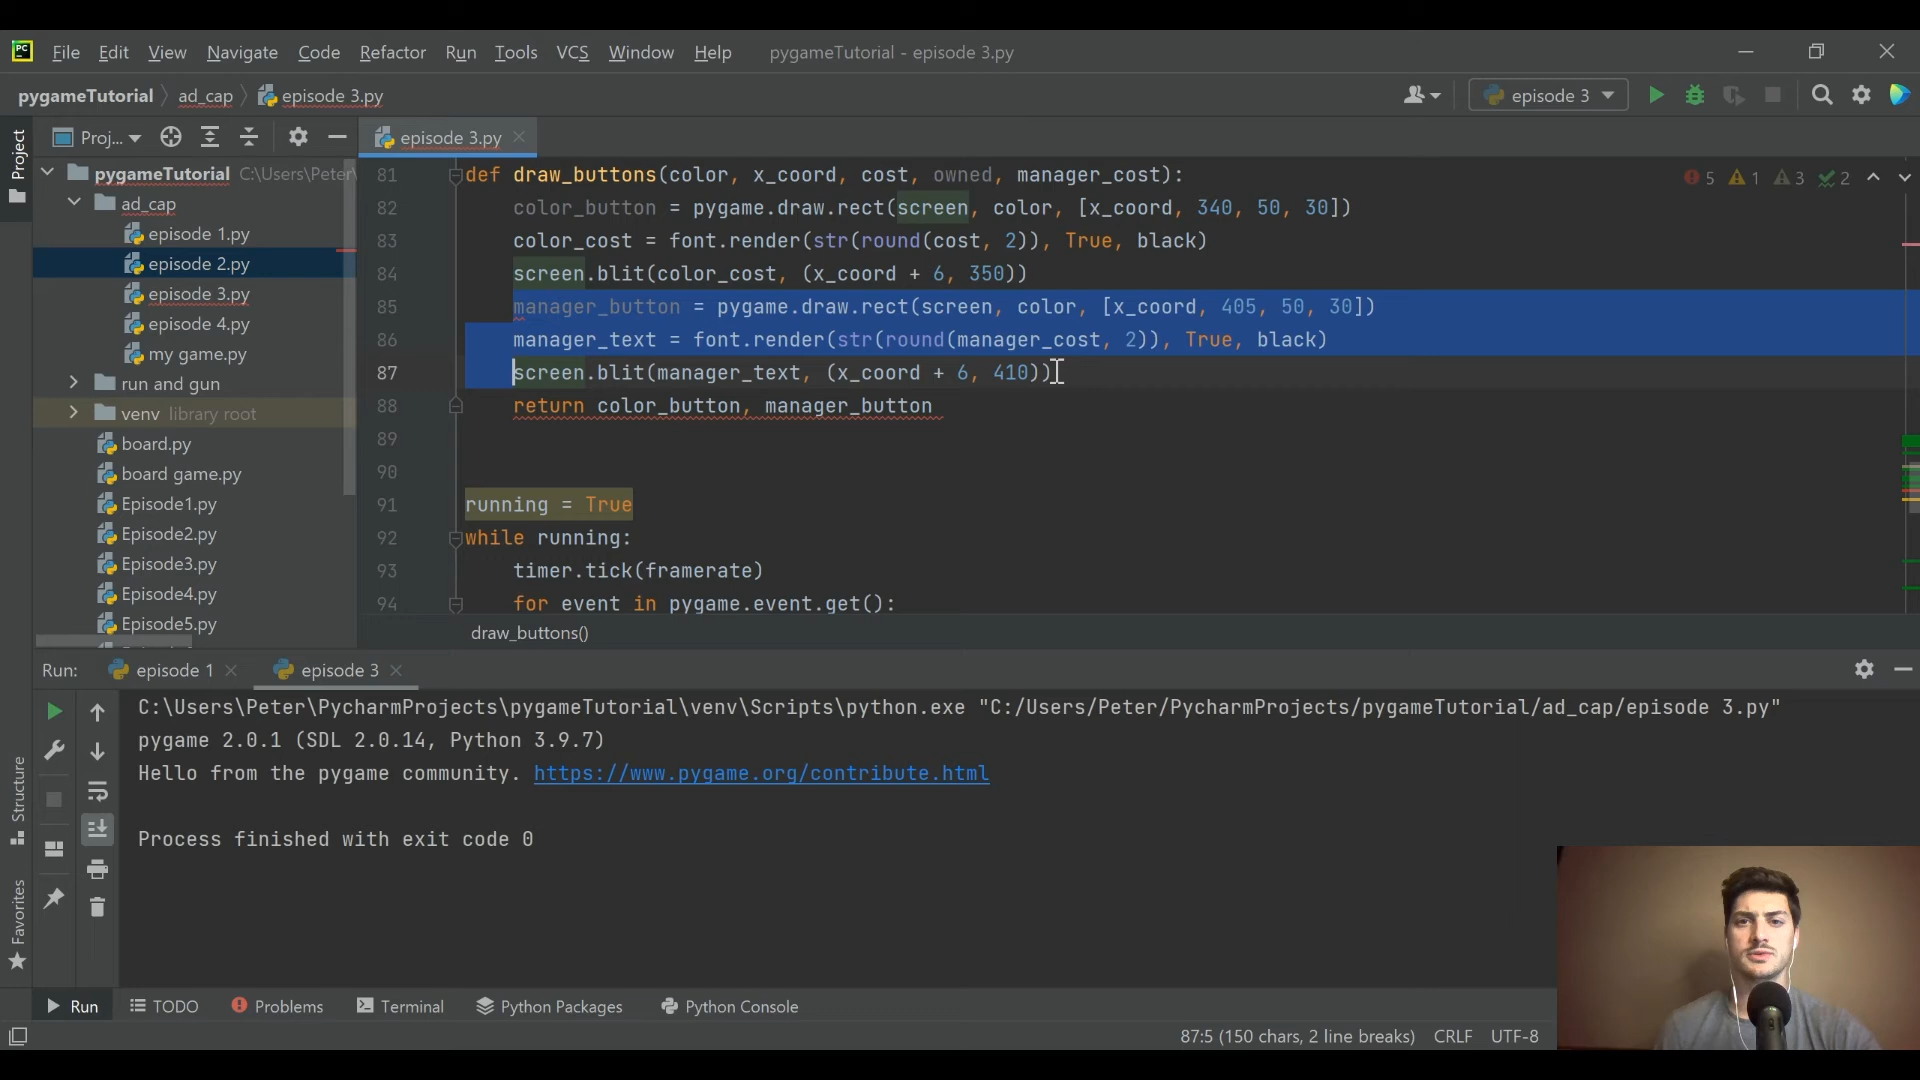 PC File Edit View Navigate Code Refactor Run Tools VCS Window Help pygameTutorial - episode 3.py
pygameTutorial ad_cap episode 3.py episode 3
Project
Proj... episode 3.py
pygameTutorial C:\Users\Peter\
ad_cap
episode 1.py
episode 2.py
episode 3.py
episode 4.py
my game.py
run and gun
venv library root
board.py
board game.py
Episode1.py
Episode2.py
Episode3.py
Episode4.py
Episode5.py
5 1 3 2
81 def draw_buttons(color, x_coord, cost, owned, manager_cost):
82 color_button = pygame.draw.rect(screen, color, [x_coord, 340, 50, 30])
83 color_cost = font.render(str(round(cost, 2)), True, black)
84 screen.blit(color_cost, (x_coord + 6, 350))
85 manager_button = pygame.draw.rect(screen, color, [x_coord, 405, 50, 30])
86 manager_text = font.render(str(round(manager_cost, 2)), True, black)
87 screen.blit(manager_text, (x_coord + 6, 410))
88 return color_button, manager_button
89
90
91 running = True
92 while running:
93 timer.tick(framerate)
94 for event in pygame.event.get():
draw_buttons()
Run: episode 1 episode 3
C:\Users\Peter\PycharmProjects\pygameTutorial\venv\Scripts\python.exe "C:/Users/Peter/PycharmProjects/pygameTutorial/ad_cap/episode 3.py"
pygame 2.0.1 (SDL 2.0.14, Python 3.9.7)
Hello from the pygame community. https://www.pygame.org/contribute.html
Process finished with exit code 0
Structure
Favorites
Run TODO Problems Terminal Python Packages Python Console
87:5 (150 chars, 2 line breaks) CRLF UTF-8